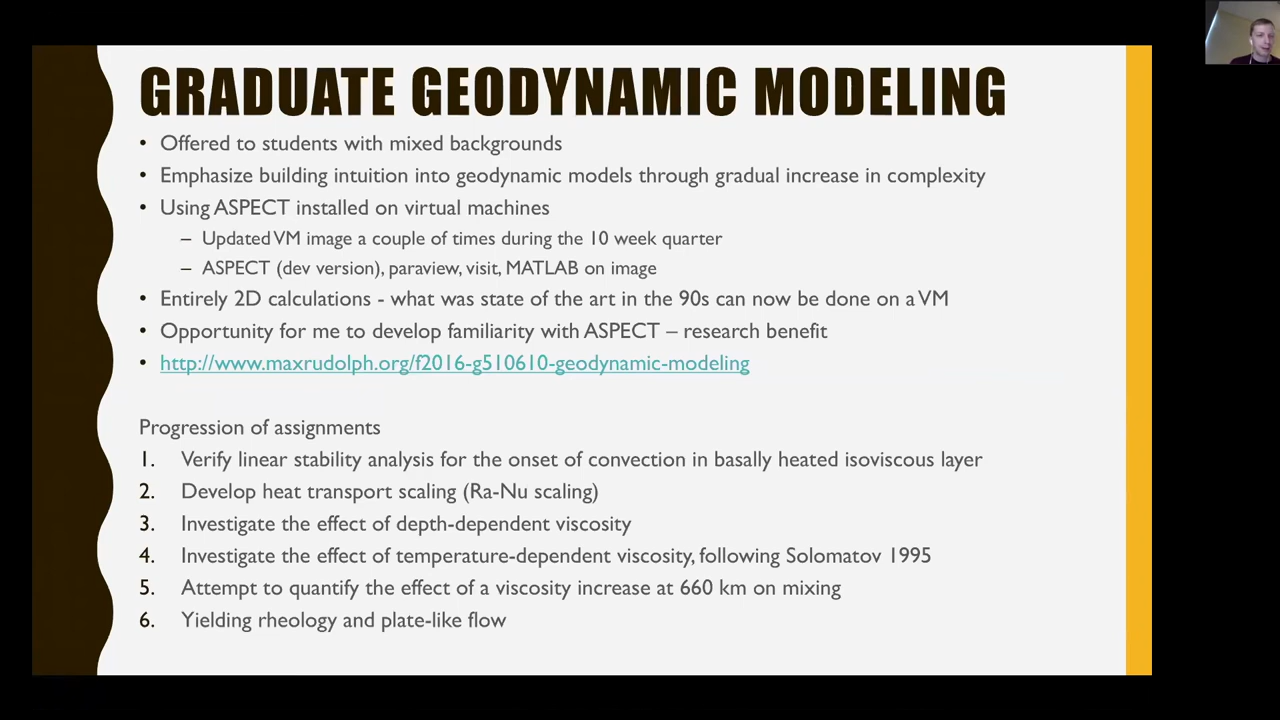 GRADUATE GEODYNAMIC MODELING
• Offered to students with mixed backgrounds
• Emphasize building intuition into geodynamic models through gradual increase in complexity
• Using ASPECT installed on virtual machines
– Updated VM image a couple of times during the 10 week quarter
– ASPECT (dev version), paraview, visit, MATLAB on image
• Entirely 2D calculations - what was state of the art in the 90s can now be done on a VM
• Opportunity for me to develop familiarity with ASPECT – research benefit
• http://www.maxrudolph.org/f2016-g510610-geodynamic-modeling
Progression of assignments
1. Verify linear stability analysis for the onset of convection in basally heated isoviscous layer
2. Develop heat transport scaling (Ra-Nu scaling)
3. Investigate the effect of depth-dependent viscosity
4. Investigate the effect of temperature-dependent viscosity, following Solomatov 1995
5. Attempt to quantify the effect of a viscosity increase at 660 km on mixing
6. Yielding rheology and plate-like flow